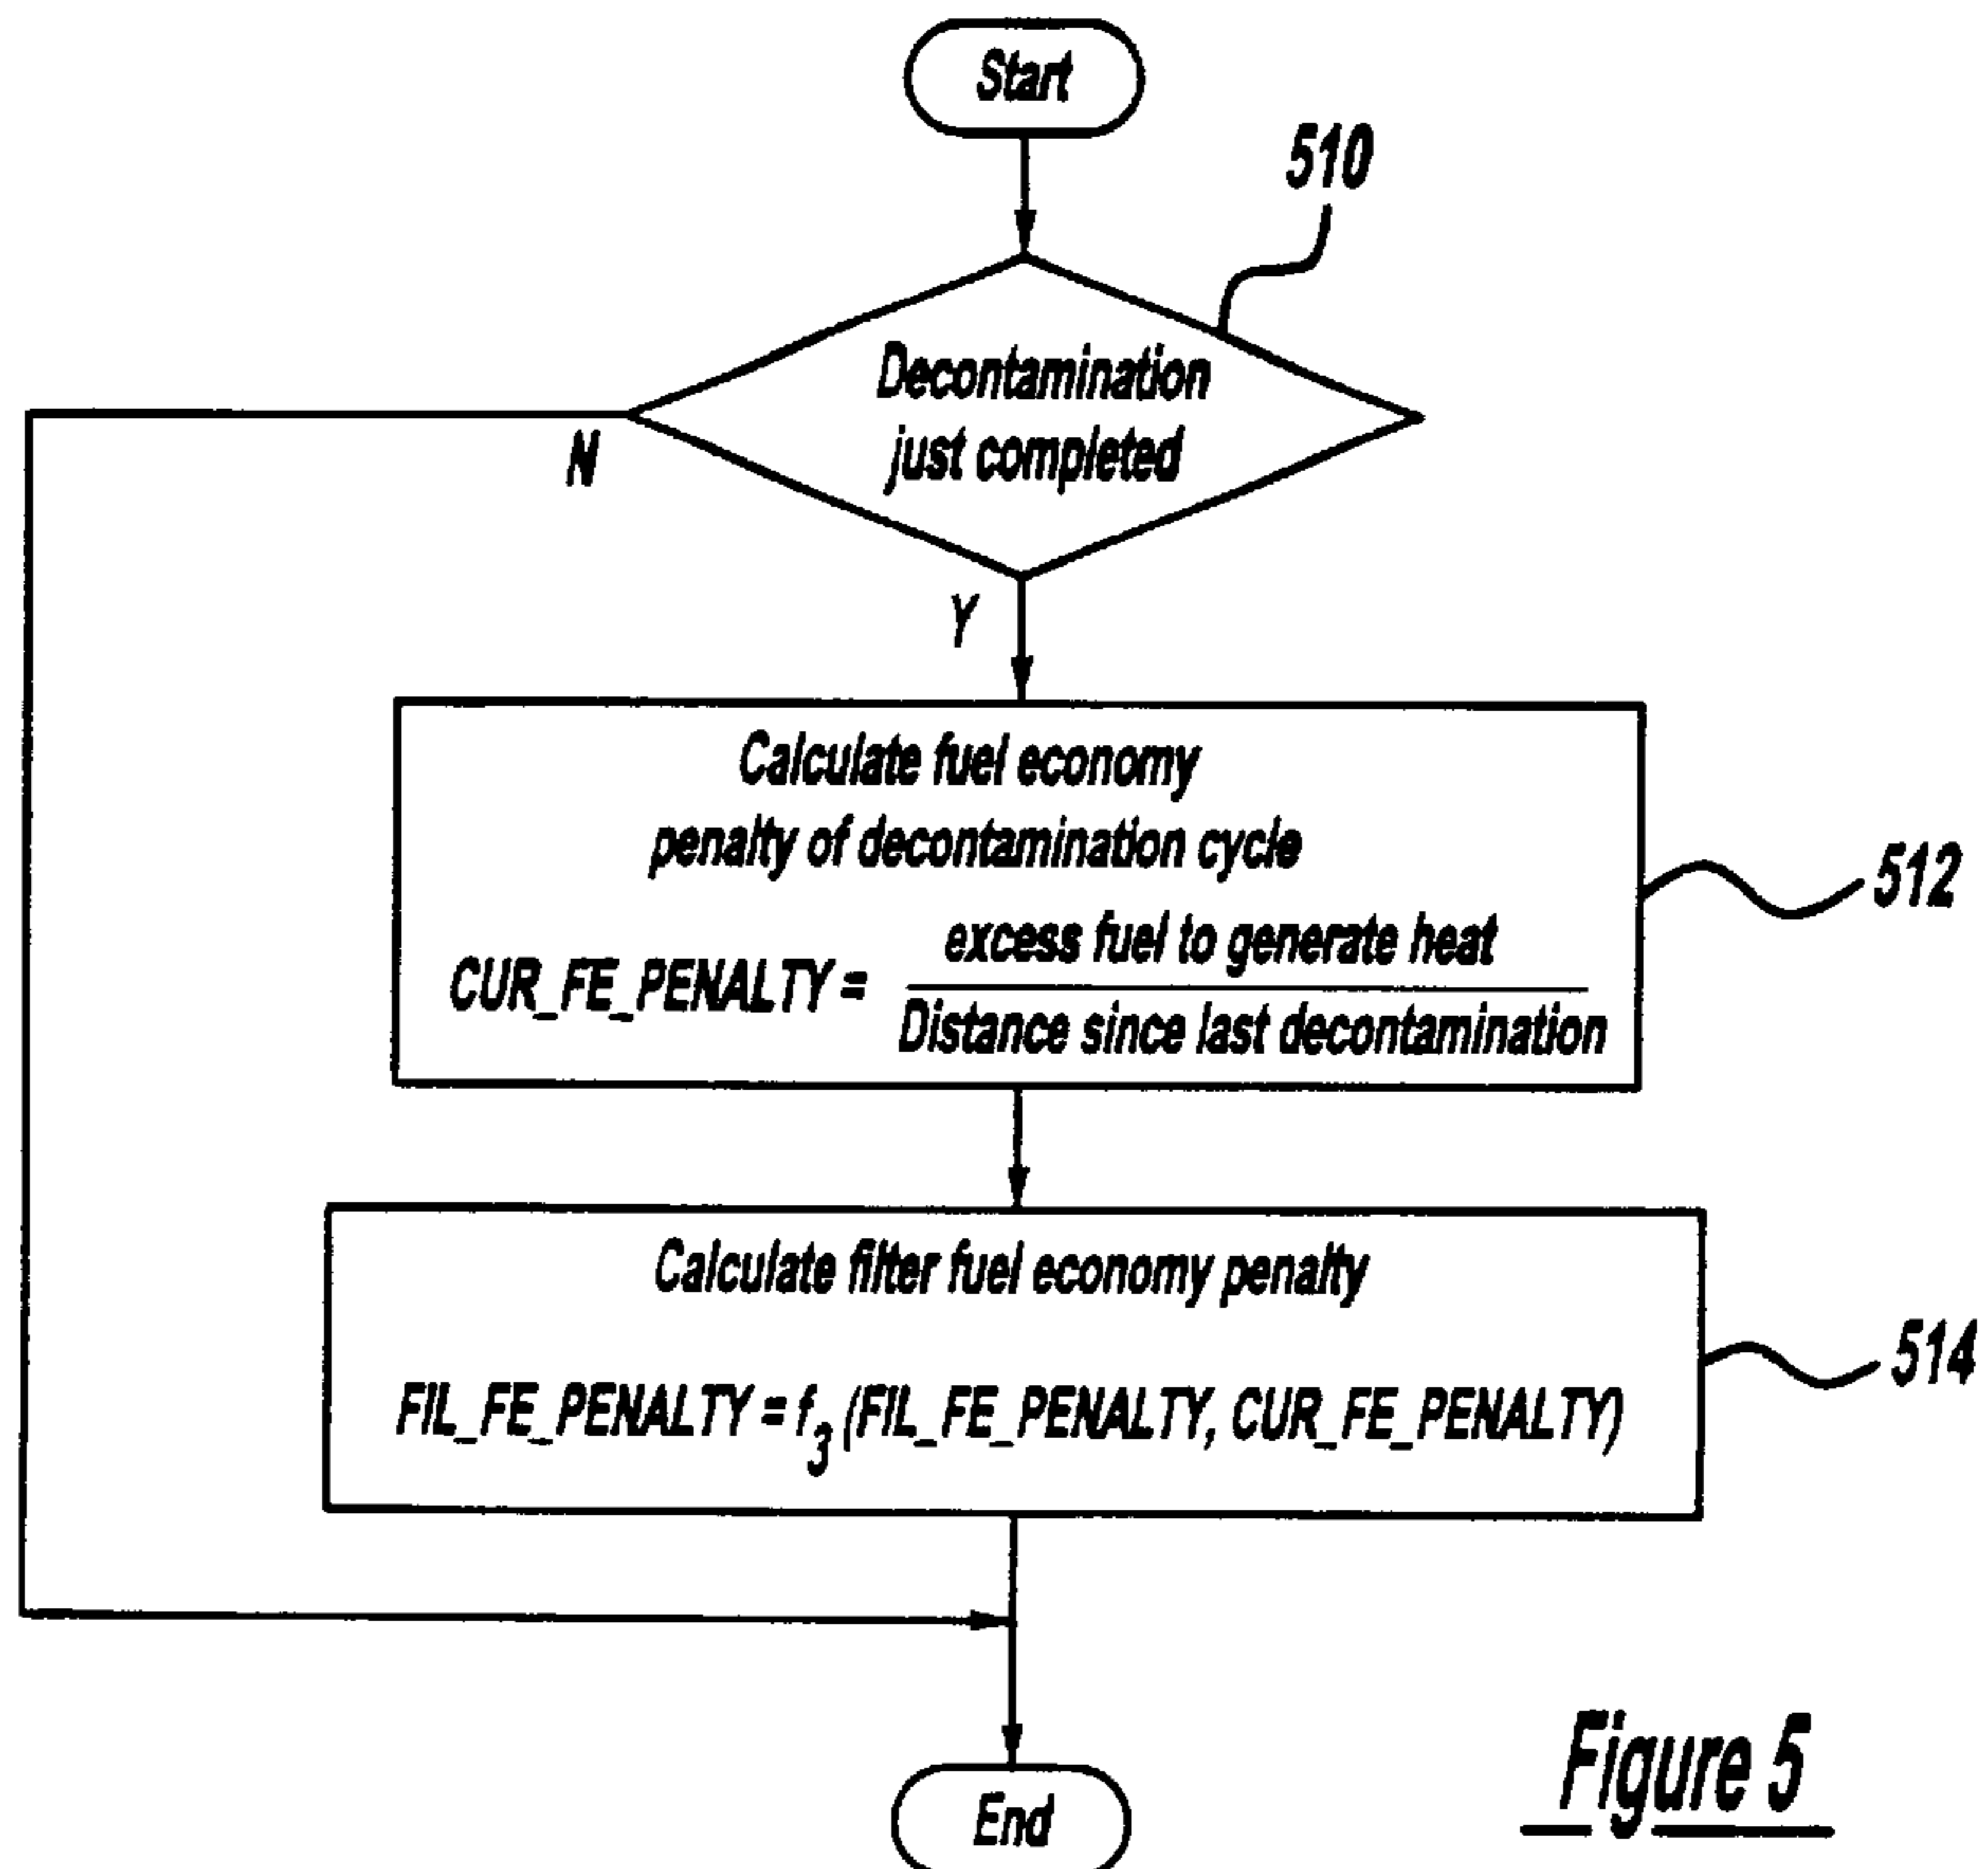 Start
510
Decontamination
just completed
N
Y
Calculate fuel economy
penalty of decontamination cycle
CUR_FE_PENALTY = excess fuel to generate heat
Distance since last decontamination
512
Calculate filter fuel economy penalty
FIL_FE_PENALTY = f3 (FIL_FE_PENALTY, CUR_FE_PENALTY)
514
End
Figure 5